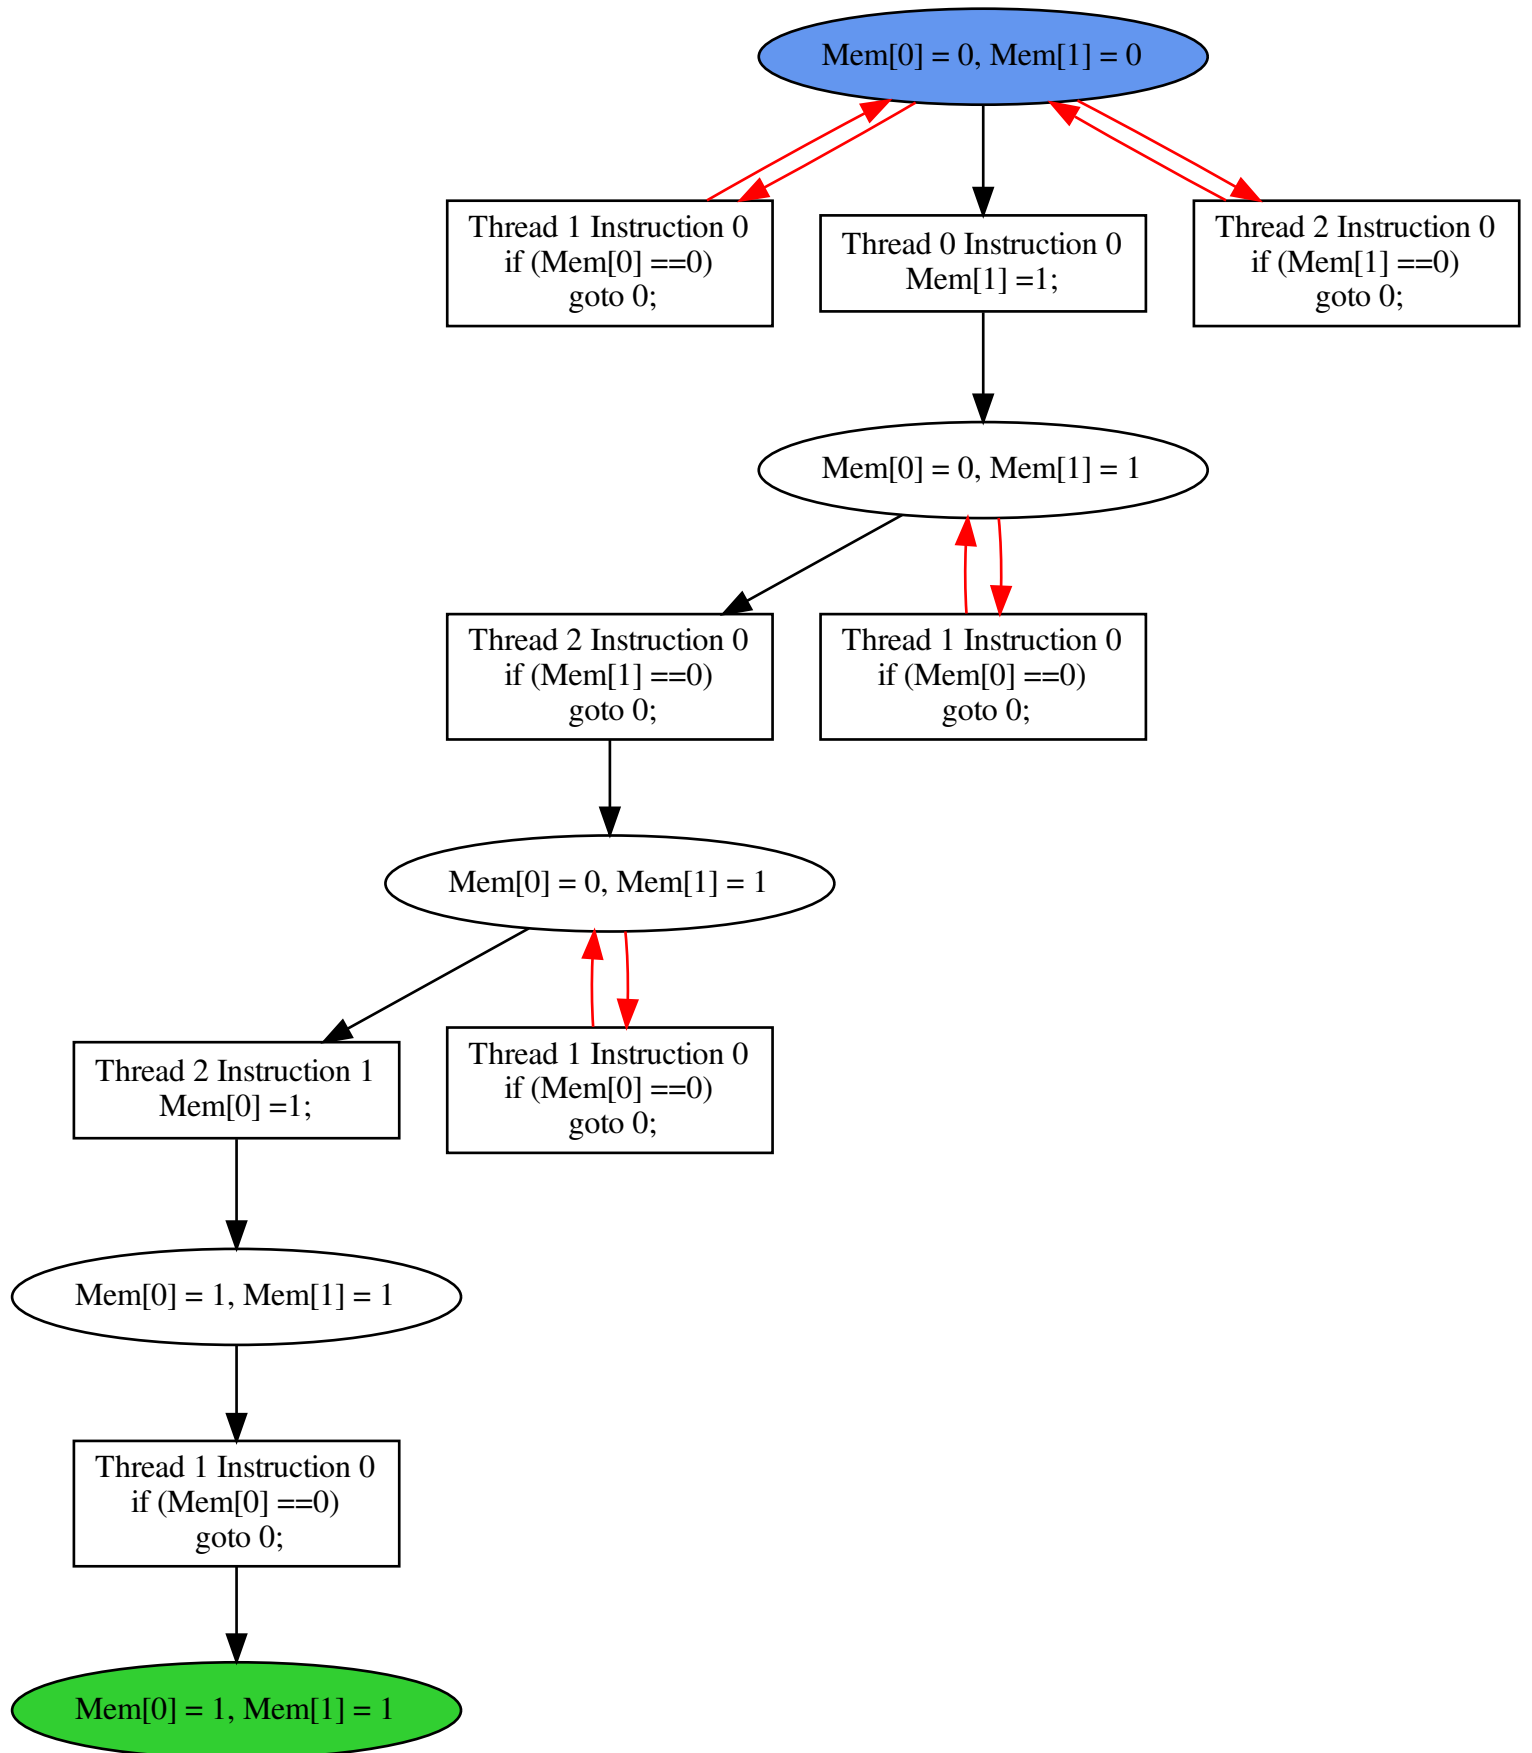 Mem[0] = 0, Mem[1] = 0
Thread 1 Instruction 0
if (Mem[0] ==0)
goto 0;
Thread 0 Instruction 0
Mem[1] =1;
Thread 2 Instruction 0
if (Mem[1] ==0)
goto 0;
Mem[0] = 0, Mem[1] = 1
Thread 2 Instruction 0
if (Mem[1] ==0)
goto 0;
Thread 1 Instruction 0
if (Mem[0] ==0)
goto 0;
Mem[0] = 0, Mem[1] = 1
Thread 2 Instruction 1
Mem[0] =1;
Thread 1 Instruction 0
if (Mem[0] ==0)
goto 0;
Mem[0] = 1, Mem[1] = 1
Thread 1 Instruction 0
if (Mem[0] ==0)
goto 0;
Mem[0] = 1, Mem[1] = 1